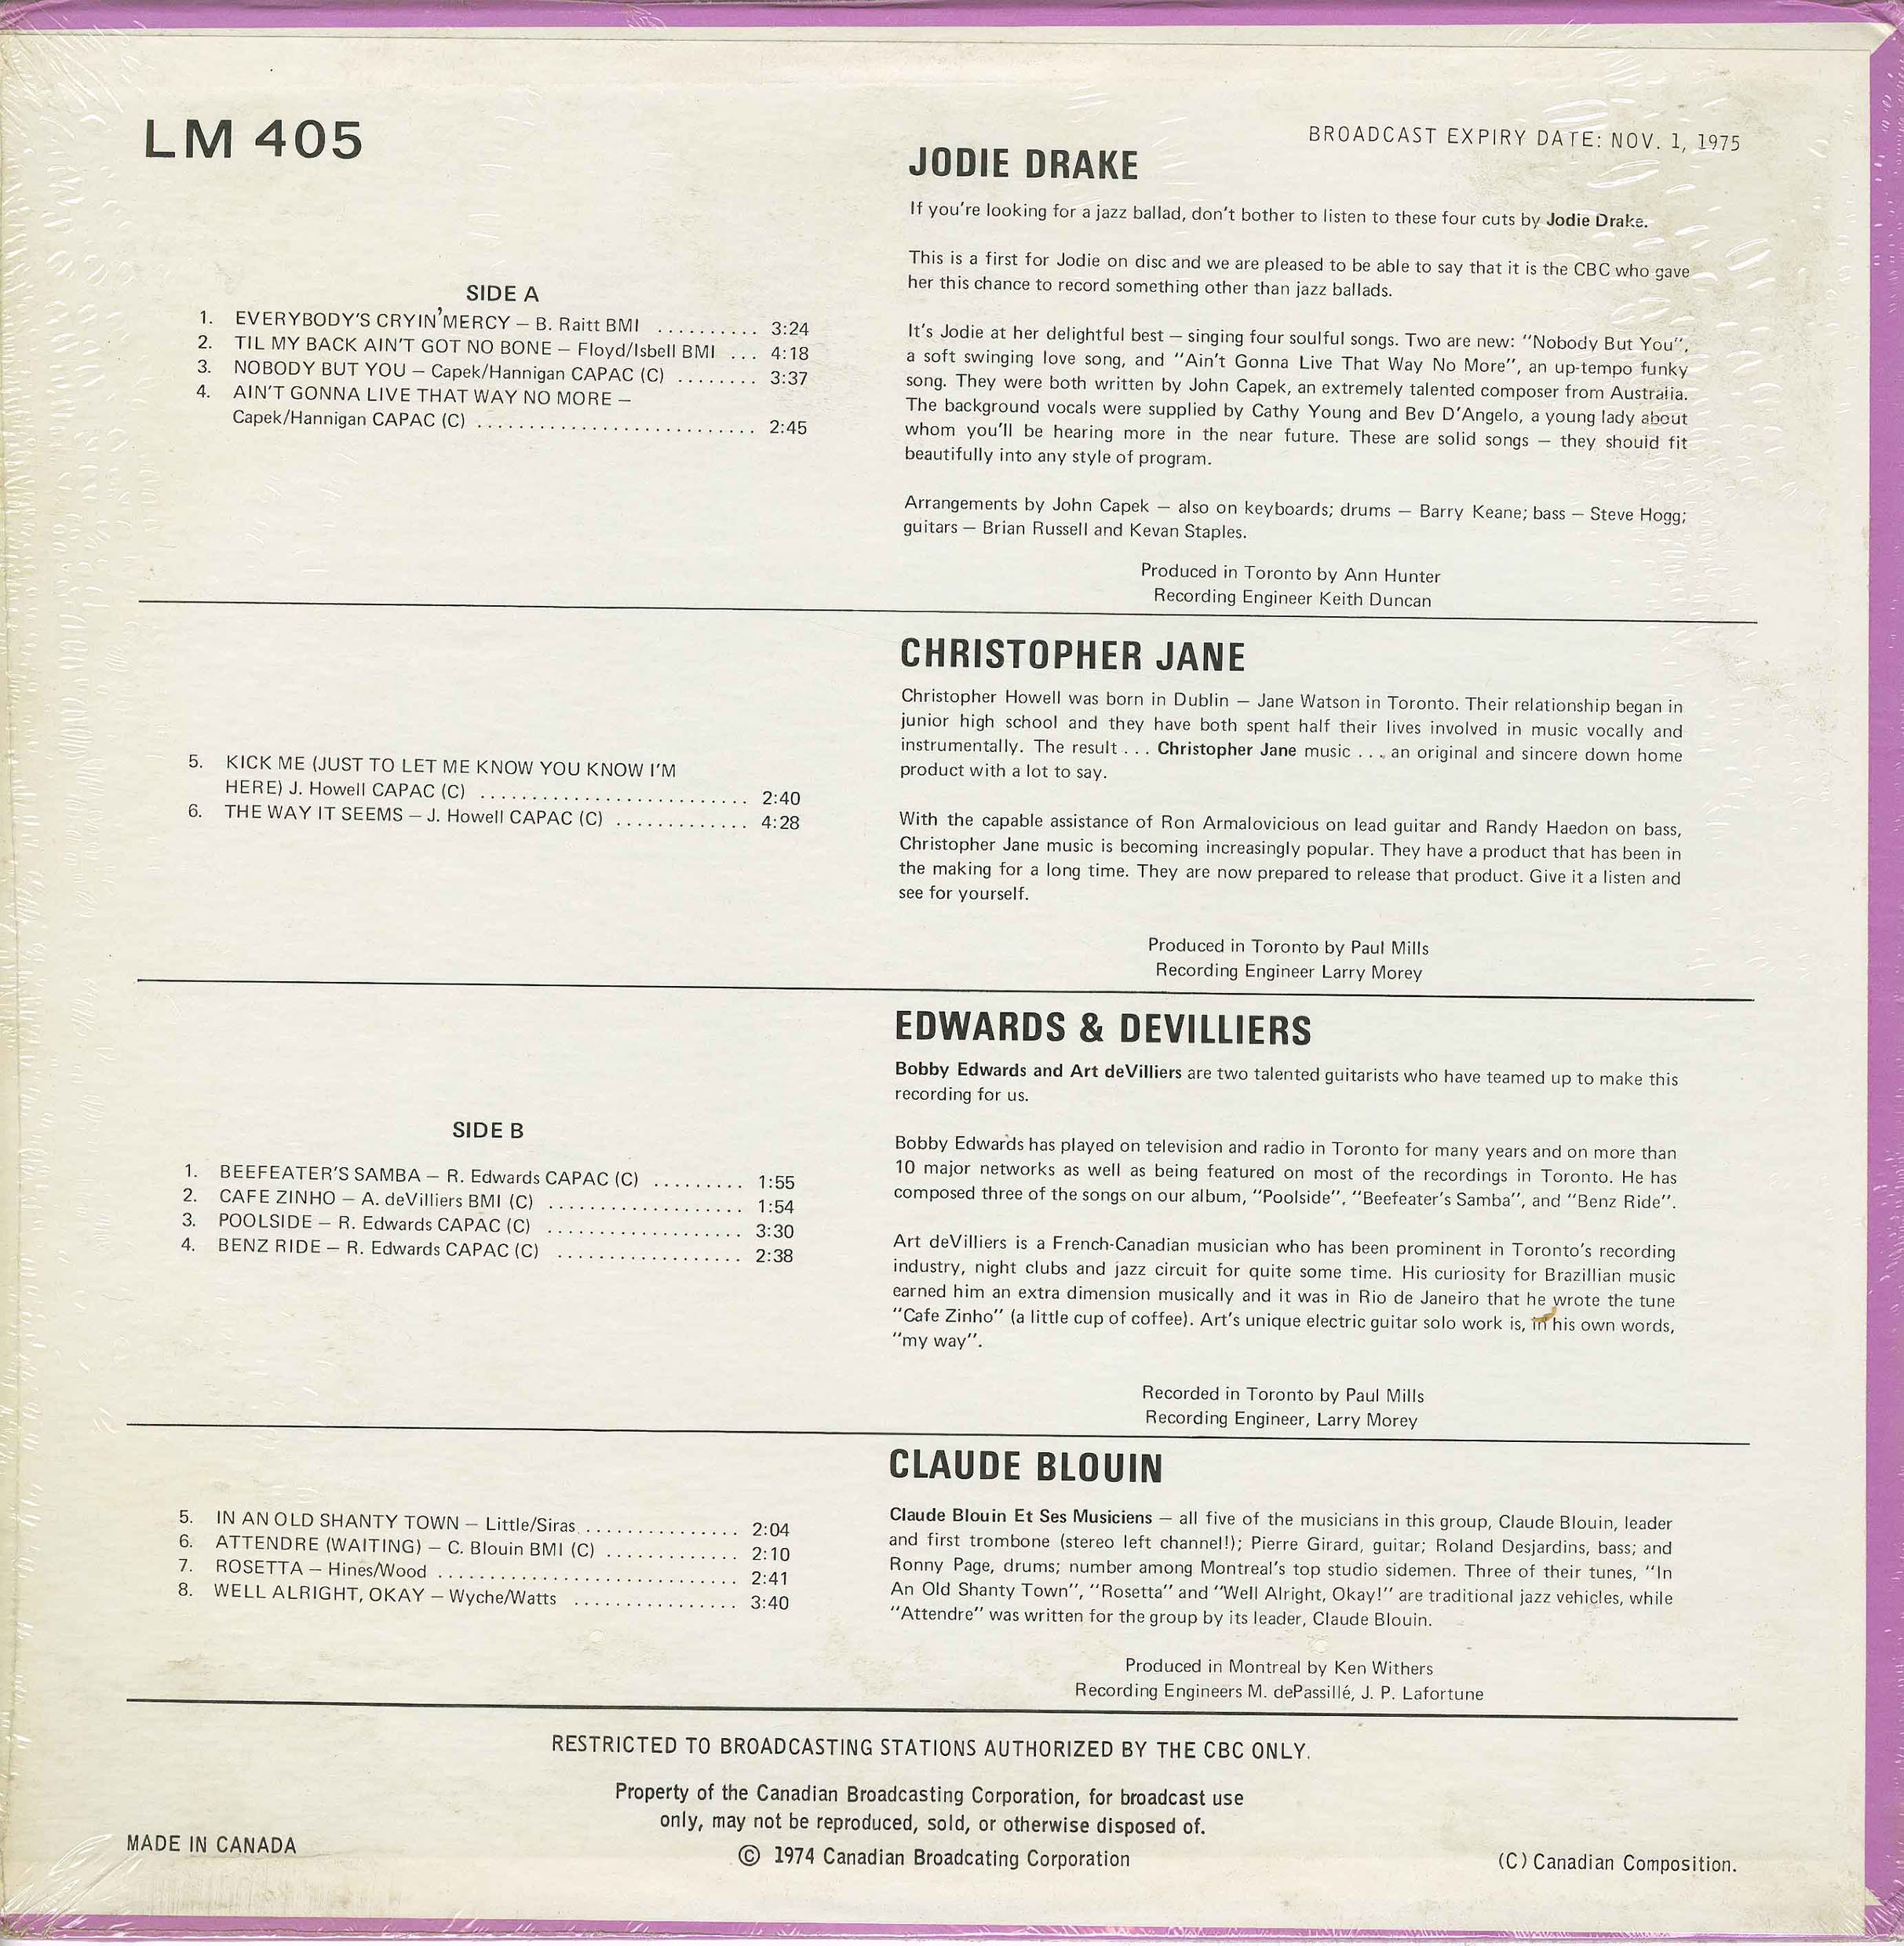 LM 405
BROADCAST EXPIRY DATE: NOV. 1, 1975
JODIE DRAKE
If you're looking for a jazz ballad, don't bother to listen to these four cuts by Jodie Drake.
This is a first for Jodie on disc and we are pleased to be able to say that it is the CBC who gave
her this chance to record something other than jazz ballads.
It's Jodie at her delightful best — singing four soulful songs. Two are new: "Nobody But You",
a soft swinging love song, and "Ain't Gonna Live That Way No More", an up-tempo funky
song. They were both written by John Capek, an extremely talented composer from Australia.
The background vocals were supplied by Cathy Young and Bev D'Angelo, a young lady about
whom you'll be hearing more in the near future. These are solid songs — they should fit
beautifully into any style of program.
Arrangements by John Capek — also on keyboards; drums — Barry Keane; bass — Steve Hogg;
guitars — Brian Russell and Kevan Staples.
Produced in Toronto by Ann Hunter
Recording Engineer Keith Duncan
SIDE A
1. EVERYBODY'S CRYIN'MERCY — B. Raitt BMI .......... 3:24
2. TIL MY BACK AIN'T GOT NO BONE — Floyd/Isbell BMI ... 4:18
3. NOBODY BUT YOU — Capek/Hannigan CAPAC (C) ........ 3:37
4. AIN'T GONNA LIVE THAT WAY NO MORE —
Capek/Hannigan CAPAC (C) ........................... 2:45
CHRISTOPHER JANE
Christopher Howell was born in Dublin — Jane Watson in Toronto. Their relationship began in
junior high school and they have both spent half their lives involved in music vocally and
instrumentally. The result . . . Christopher Jane music . . . an original and sincere down home
product with a lot to say.
With the capable assistance of Ron Armalovicious on lead guitar and Randy Haedon on bass,
Christopher Jane music is becoming increasingly popular. They have a product that has been in
the making for a long time. They are now prepared to release that product. Give it a listen and
see for yourself.
Produced in Toronto by Paul Mills
Recording Engineer Larry Morey
5. KICK ME (JUST TO LET ME KNOW YOU KNOW I'M
HERE) J. Howell CAPAC (C) .......................... 2:40
6. THE WAY IT SEEMS — J. Howell CAPAC (C) ............. 4:28
EDWARDS & DEVILLIERS
Bobby Edwards and Art deVilliers are two talented guitarists who have teamed up to make this
recording for us.
Bobby Edwards has played on television and radio in Toronto for many years and on more than
10 major networks as well as being featured on most of the recordings in Toronto. He has
composed three of the songs on our album, "Poolside", "Beefeater's Samba", and "Benz Ride".
Art deVilliers is a French-Canadian musician who has been prominent in Toronto's recording
industry, night clubs and jazz circuit for quite some time. His curiosity for Brazillian music
earned him an extra dimension musically and it was in Rio de Janeiro that he wrote the tune
"Cafe Zinho" (a little cup of coffee). Art's unique electric guitar solo work is, in his own words,
"my way".
Recorded in Toronto by Paul Mills
Recording Engineer, Larry Morey
SIDE B
1. BEEFEATER'S SAMBA — R. Edwards CAPAC (C) ......... 1:55
2. CAFE ZINHO — A. deVilliers BMI (C) ................... 1:54
3. POOLSIDE — R. Edwards CAPAC (C) ................... 3:30
4. BENZ RIDE — R. Edwards CAPAC (C) .................. 2:38
CLAUDE BLOUIN
Claude Blouin Et Ses Musiciens — all five of the musicians in this group, Claude Blouin, leader
and first trombone (stereo left channel!); Pierre Girard, guitar; Roland Desjardins, bass; and
Ronny Page, drums; number among Montreal's top studio sidemen. Three of their tunes, "In
An Old Shanty Town", "Rosetta" and "Well Alright, Okay!" are traditional jazz vehicles, while
"Attendre" was written for the group by its leader, Claude Blouin.
Produced in Montreal by Ken Withers
Recording Engineers M. dePassillé, J. P. Lafortune
5. IN AN OLD SHANTY TOWN — Little/Siras ............... 2:04
6. ATTENDRE (WAITING) — C. Blouin BMI (C) ............. 2:10
7. ROSETTA — Hines/Wood ............................. 2:41
8. WELL ALRIGHT, OKAY — Wyche/Watts ................ 3:40
RESTRICTED TO BROADCASTING STATIONS AUTHORIZED BY THE CBC ONLY.
Property of the Canadian Broadcasting Corporation, for broadcast use
only, may not be reproduced, sold, or otherwise disposed of.
© 1974 Canadian Broadcating Corporation
MADE IN CANADA
(C) Canadian Composition.